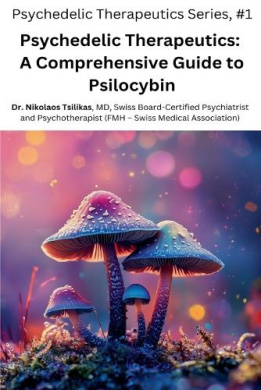 Psychedelic Therapeutics Series, #1
Psychedelic Therapeutics:
A Comprehensive Guide to
Psilocybin
Dr. Nikolaos Tsilikas, MD, Swiss Board-Certified Psychiatrist
and Psychotherapist (FMH – Swiss Medical Association)